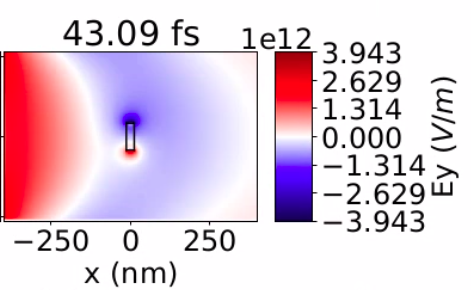 43.09 fs
1e12
3.943
2.629
1.314
0.000
−1.314
−2.629
−3.943
Ey (V/m)
−250 0 250
x (nm)